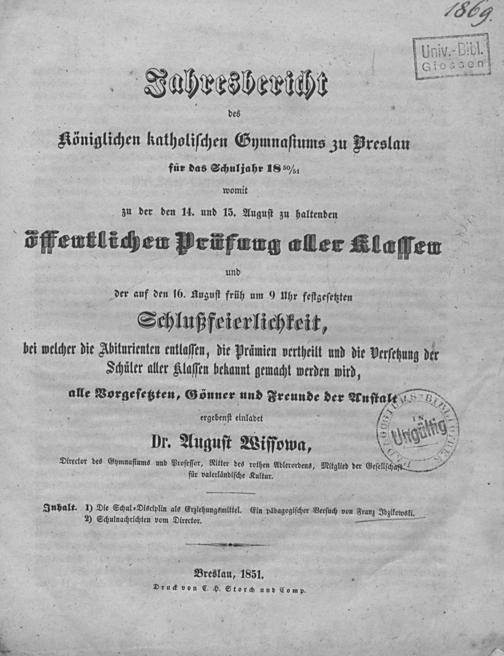 1869
Univ.-Bibl.
Giessen
Jahresbericht
des
Königlichen katholischen Gymnasiums zu Breslau
für das Schuljahr 18 50/51
womit
zu der den 14. und 15. August zu haltenden
öffentlichen Prüfung aller Klassen
und
der auf den 16. August früh um 9 Uhr festgesetzten
Schlußfeierlichkeit,
bei welcher die Abiturienten entlassen, die Prämien vertheilt und die Versetzung der
Schüler aller Klassen bekannt gemacht werden wird,
alle Vorgesetzten, Gönner und Freunde der Anstalt
ergebenst einladet
Dr. August Wissowa,
Director des Gymnasiums und Professor, Ritter des rothen Adlerordens, Mitglied der Gesellschaft
für vaterländische Kultur.
IN
Ungültig
Inhalt. 1) Die Schul-Disciplin als Erziehungsmittel. Ein pädagogischer Versuch von Franz Idzikowski.
2) Schulnachrichten vom Director.
Breslau, 1851.
Druck von C. H. Storch und Comp.